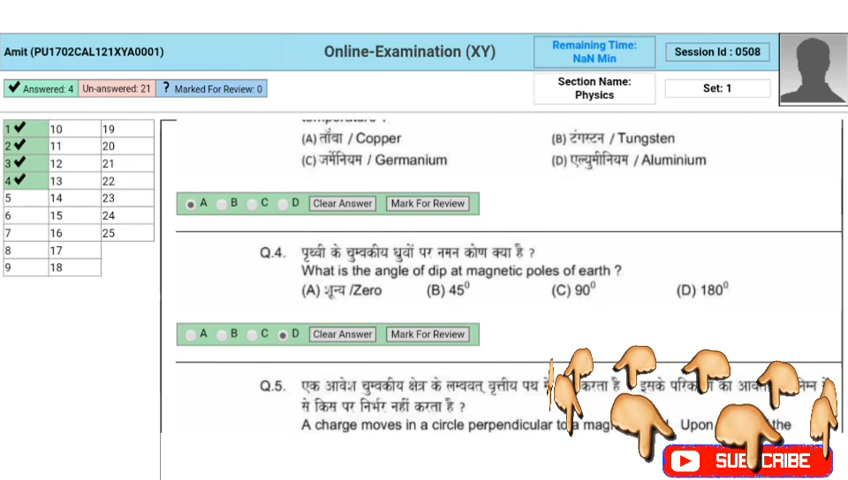 Amit (PU1702CAL121XYA0001)
Online-Examination (XY)
Remaining Time:
NaN Min
Session Id : 0508
Answered: 4
Un-answered: 21
? Marked For Review: 0
Section Name:
Physics
Set: 1
1 10 19
2 11 20
3 12 21
4 13 22
5 14 23
6 15 24
7 16 25
8 17
9 18
(A) ताँवा / Copper
(B) टंगस्टन / Tungsten
(C) जर्मेनियम / Germanium
(D) एल्युमीनियम / Aluminium
A B C D Clear Answer Mark For Review
Q.4. पृथ्वी के चुम्वकीय ध्रुवों पर नमन कोण क्या है ?
What is the angle of dip at magnetic poles of earth ?
(A) शून्य /Zero (B) 45⁰ (C) 90⁰ (D) 180⁰
A B C D Clear Answer Mark For Review
Q.5. एक आवेश चुम्वकीय क्षेत्र के लम्ववत् वृत्तीय पथ करता है इसके का
से किस पर निर्भर नहीं करता है ?
A charge moves in a circle perpendicular to a Upon the
SUBSCRIBE